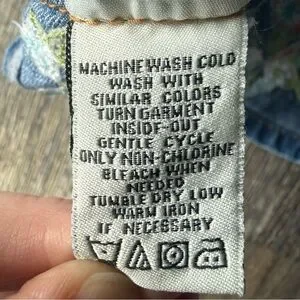 MACHINE WASH COLD
WASH WITH
SIMILAR COLORS
TURN GARMENT
INSIDE-OUT
GENTLE CYCLE
ONLY NON-CHLORINE
BLEACH WHEN
NEEDED
TUMBLE DRY LOW
WARM IRON
IF NECESSARY